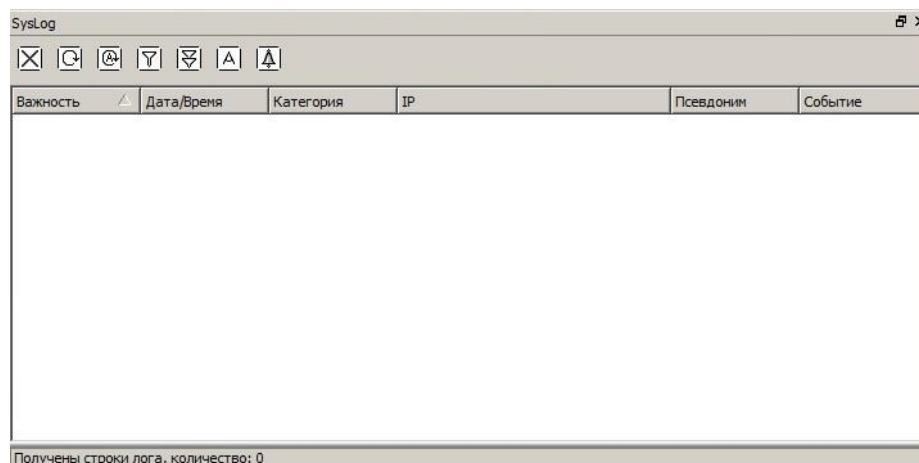 SysLog
Важность Дата/Время Категория IP Псевдоним Событие
Получены строки лога, количество: 0